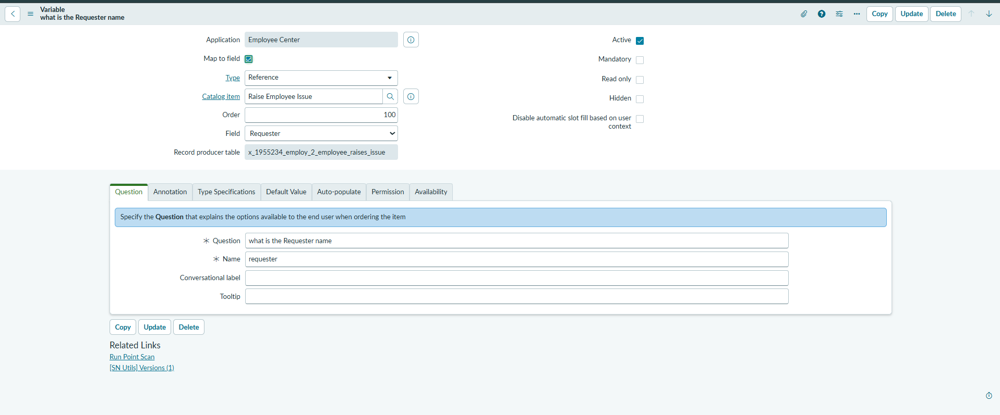 Variable
what is the Requester name
Copy Update Delete
Application Employee Center
Active
Map to field
Mandatory
Type Reference
Read only
Catalog item Raise Employee Issue
Hidden
Order 100
Disable automatic slot fill based on user
context
Field Requester
Record producer table x_1955234_employ_2_employee_raises_issue
Question Annotation Type Specifications Default Value Auto-populate Permission Availability
Specify the Question that explains the options available to the end user when ordering the item
Question what is the Requester name
Name requester
Conversational label
Tooltip
Copy Update Delete
Related Links
Run Point Scan
[SN Utils] Versions (1)